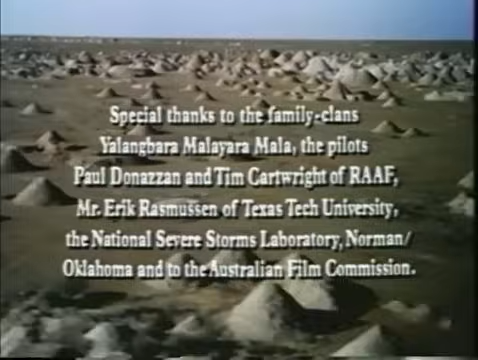 Special thanks to the family-clans
Yalangbara Malayara Mala, the pilots
Paul Donazzan and Tim Cartwright of RAAF,
Mr. Erik Rasmussen of Texas Tech University,
the National Severe Storms Laboratory, Norman/
Oklahoma and to the Australian Film Commission.